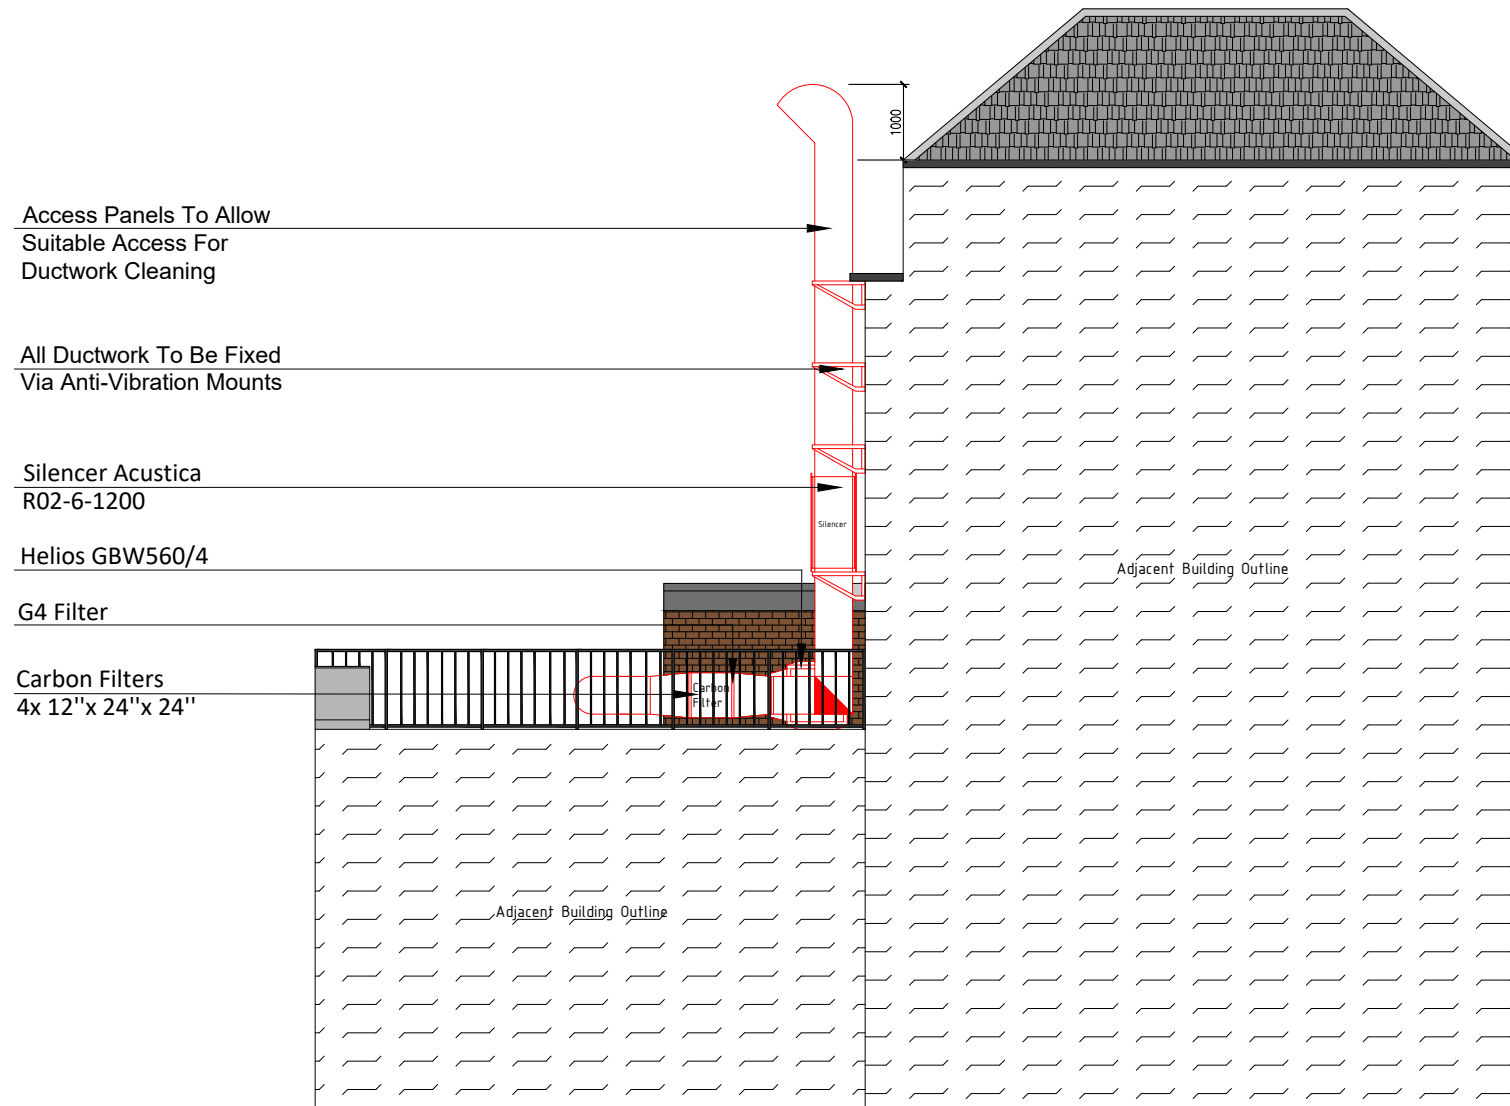 1000
Access Panels To Allow
Suitable Access For
Ductwork Cleaning
All Ductwork To Be Fixed
Via Anti-Vibration Mounts
Silencer Acustica
R02-6-1200
Silencer
Helios GBW560/4
Adjacent Building Outline
G4 Filter
Carbon Filters
4x 12''x 24''x 24''
Carbon
Filter
Adjacent Building Outline